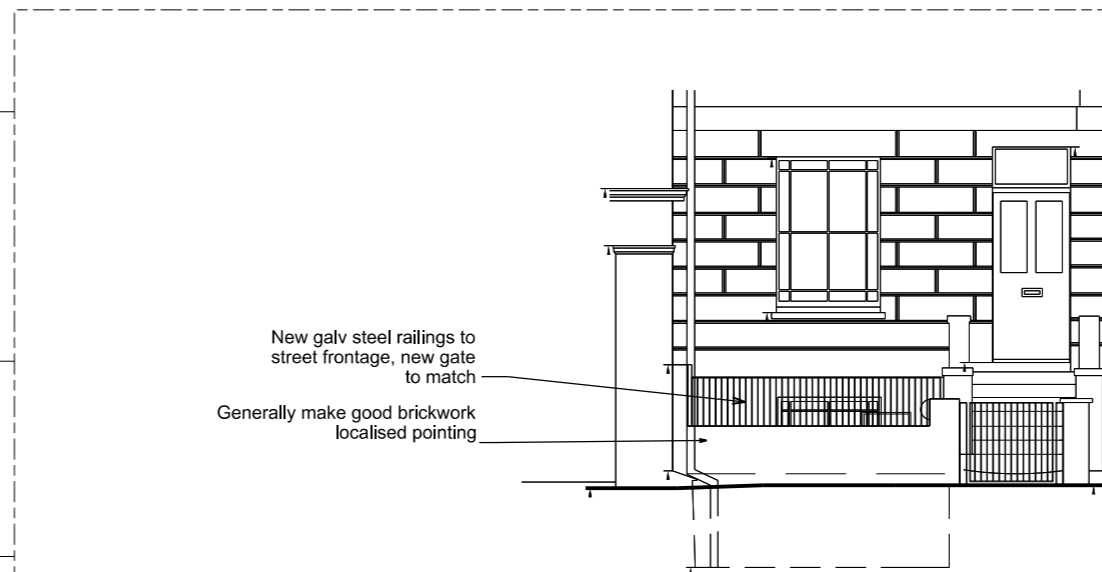 New galv steel railings to
street frontage, new gate
to match
Generally make good brickwork
localised pointing